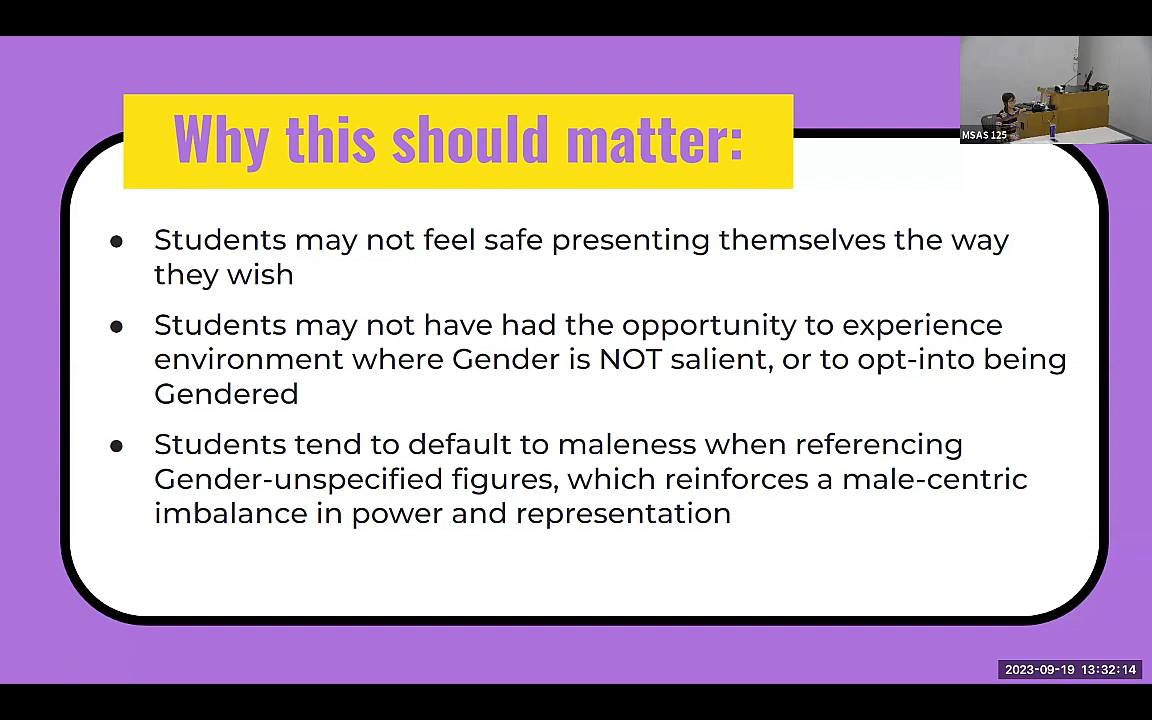 Why this should matter:
MSAS 125
● Students may not feel safe presenting themselves the way
they wish
● Students may not have had the opportunity to experience
environment where Gender is NOT salient, or to opt-into being
Gendered
● Students tend to default to maleness when referencing
Gender-unspecified figures, which reinforces a male-centric
imbalance in power and representation
2023-09-19 13:32:14